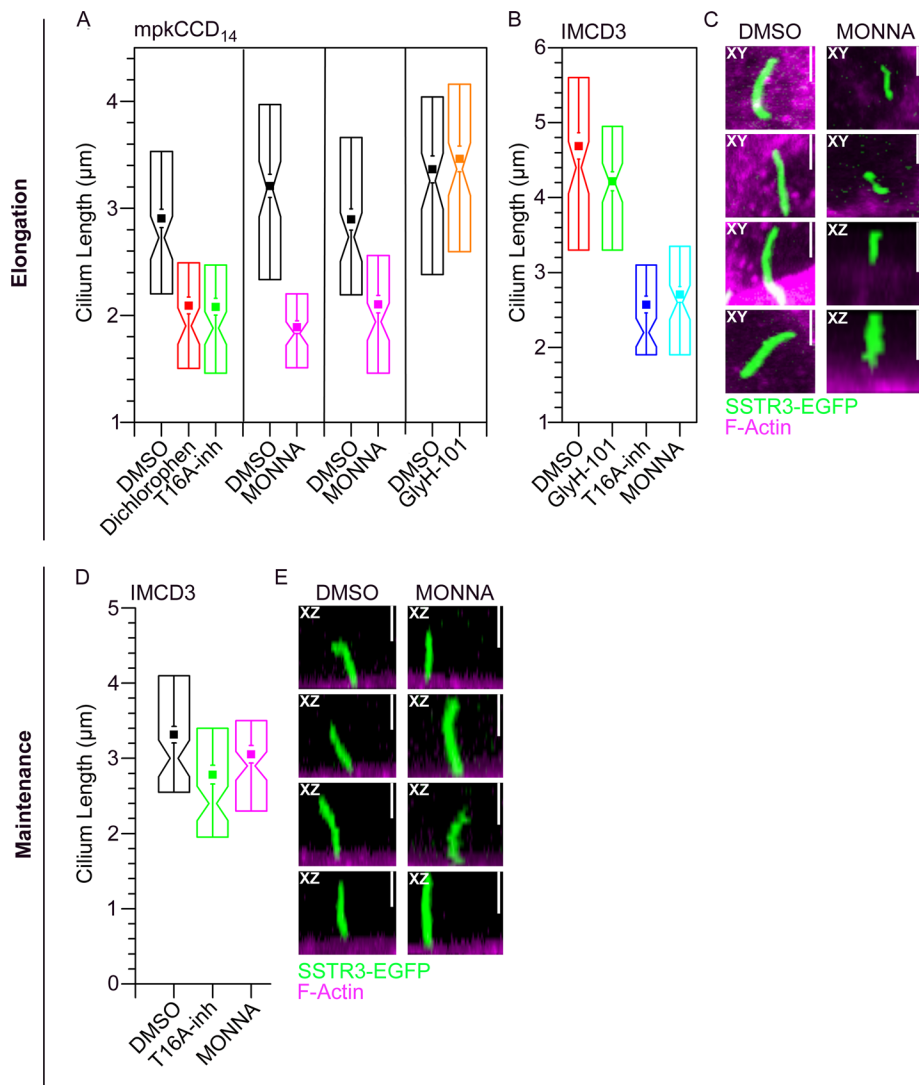 A
mpkCCD14
Elongation
Cilium Length (µm)
4
3
2
1
DMSO
Dichlorophen
T16A-inh
DMSO
MONNA
DMSO
MONNA
DMSO
GlyH-101
B
IMCD3
Cilium Length (µm)
6
5
4
3
2
1
DMSO
GlyH-101
T16A-inh
MONNA
C
DMSO MONNA
XY XY
XY XY
XY XZ
XY XZ
SSTR3-EGFP
F-Actin
D
IMCD3
Maintenance
Cilium Length (µm)
5
4
3
2
1
0
DMSO
T16A-inh
MONNA
E
DMSO MONNA
XZ XZ
XZ XZ
XZ XZ
XZ XZ
SSTR3-EGFP
F-Actin